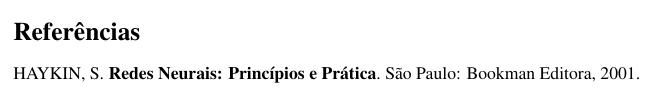 Referências
HAYKIN, S. Redes Neurais: Princípios e Prática. São Paulo: Bookman Editora, 2001.